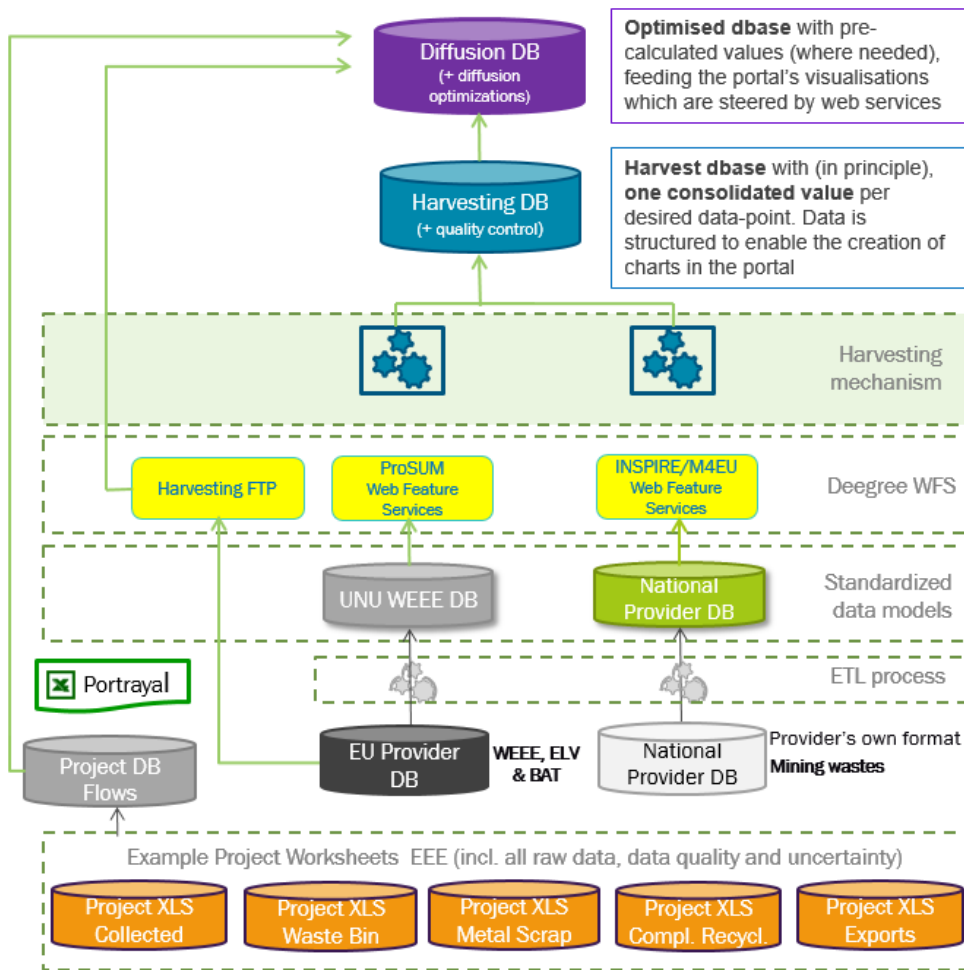 Diffusion DB
(+ diffusion
optimizations)
Optimised dbase with pre-
calculated values (where needed),
feeding the portal's visualisations
which are steered by web services
Harvesting DB
(+ quality control)
Harvest dbase with (in principle),
one consolidated value per
desired data-point. Data is
structured to enable the creation of
charts in the portal
Harvesting
mechanism
Harvesting FTP
ProSUM
Web Feature
Services
INSPIRE/M4EU
Web Feature
Services
Deegree WFS
UNU WEEE DB
National
Provider DB
Standardized
data models
ETL process
Portrayal
Project DB
Flows
EU Provider
DB
WEEE, ELV
& BAT
National
Provider DB
Provider's own format
Mining wastes
Example Project Worksheets EEE (incl. all raw data, data quality and uncertainty)
Project XLS
Collected
Project XLS
Waste Bin
Project XLS
Metal Scrap
Project XLS
Compl. Recycl.
Project XLS
Exports